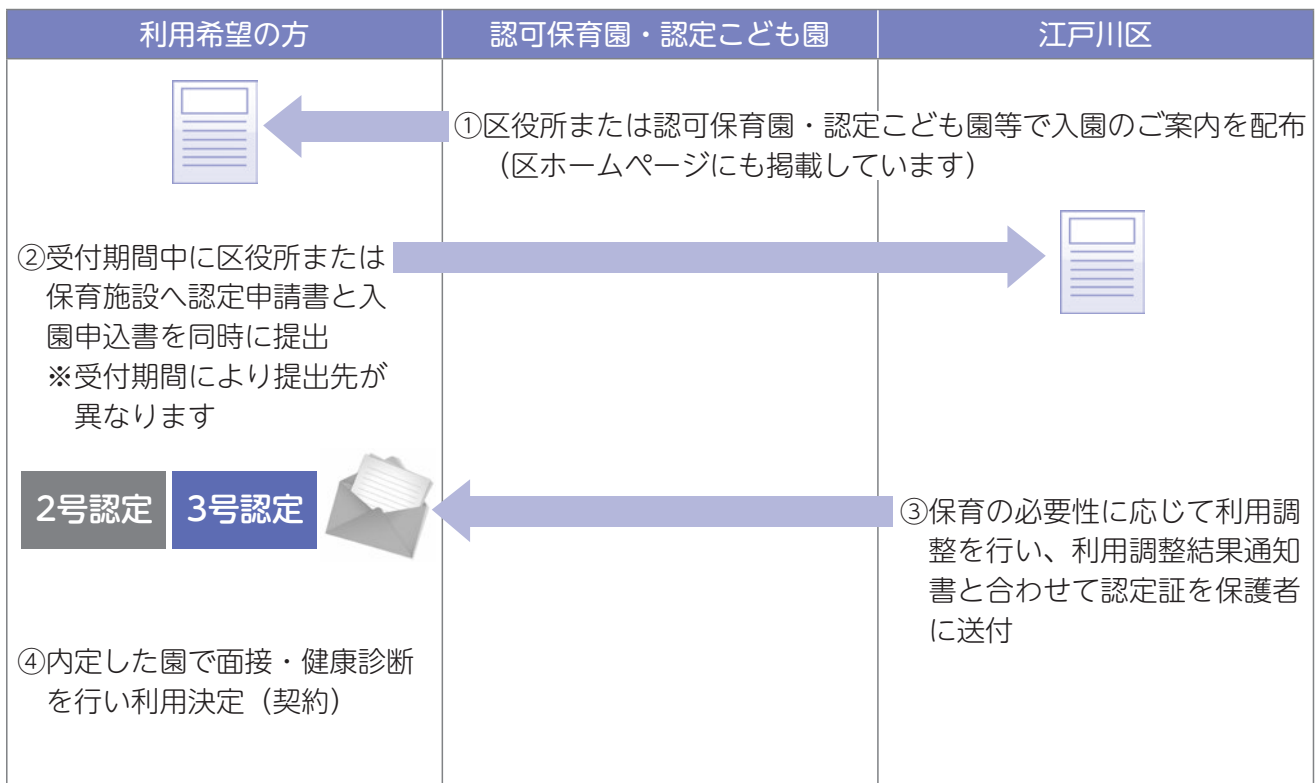 利用希望の方
認可保育園・認定こども園
江戸川区
①区役所または認可保育園・認定こども園等で入園のご案内を配布
（区ホームページにも掲載しています）
②受付期間中に区役所または
保育施設へ認定申請書と入
園申込書を同時に提出
※受付期間により提出先が
異なります
2号認定
3号認定
③保育の必要性に応じて利用調
整を行い、利用調整結果通知
書と合わせて認定証を保護者
に送付
④内定した園で面接・健康診断
を行い利用決定（契約）